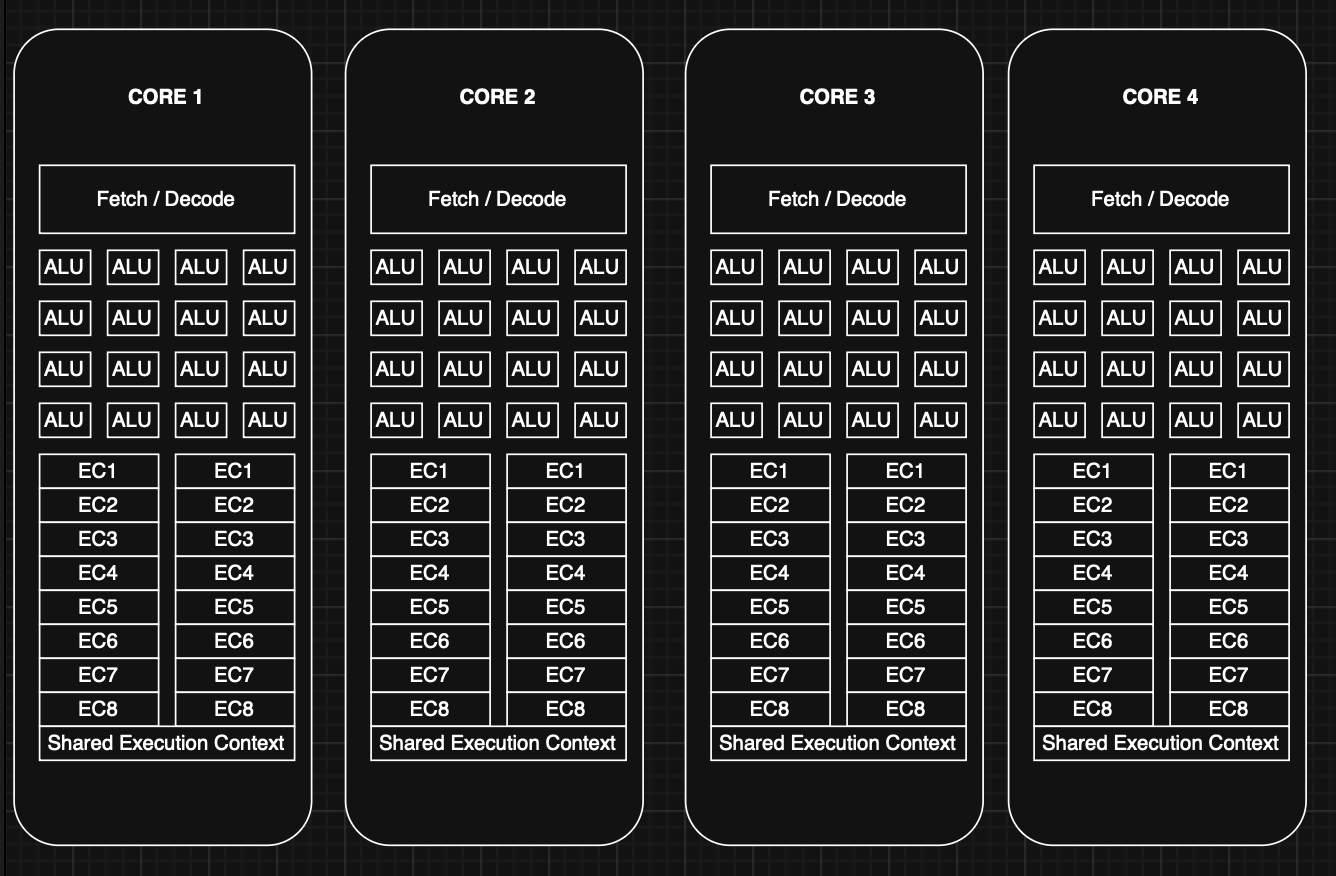 CORE 1 CORE 2 CORE 3 CORE 4
Fetch / Decode Fetch / Decode Fetch / Decode Fetch / Decode
ALU ALU ALU ALU ALU ALU ALU ALU ALU ALU ALU ALU ALU ALU ALU ALU
ALU ALU ALU ALU ALU ALU ALU ALU ALU ALU ALU ALU ALU ALU ALU ALU
ALU ALU ALU ALU ALU ALU ALU ALU ALU ALU ALU ALU ALU ALU ALU ALU
ALU ALU ALU ALU ALU ALU ALU ALU ALU ALU ALU ALU ALU ALU ALU ALU
EC1 EC1 EC1 EC1 EC1 EC1 EC1 EC1
EC2 EC2 EC2 EC2 EC2 EC2 EC2 EC2
EC3 EC3 EC3 EC3 EC3 EC3 EC3 EC3
EC4 EC4 EC4 EC4 EC4 EC4 EC4 EC4
EC5 EC5 EC5 EC5 EC5 EC5 EC5 EC5
EC6 EC6 EC6 EC6 EC6 EC6 EC6 EC6
EC7 EC7 EC7 EC7 EC7 EC7 EC7 EC7
EC8 EC8 EC8 EC8 EC8 EC8 EC8 EC8
Shared Execution Context Shared Execution Context Shared Execution Context Shared Execution Context